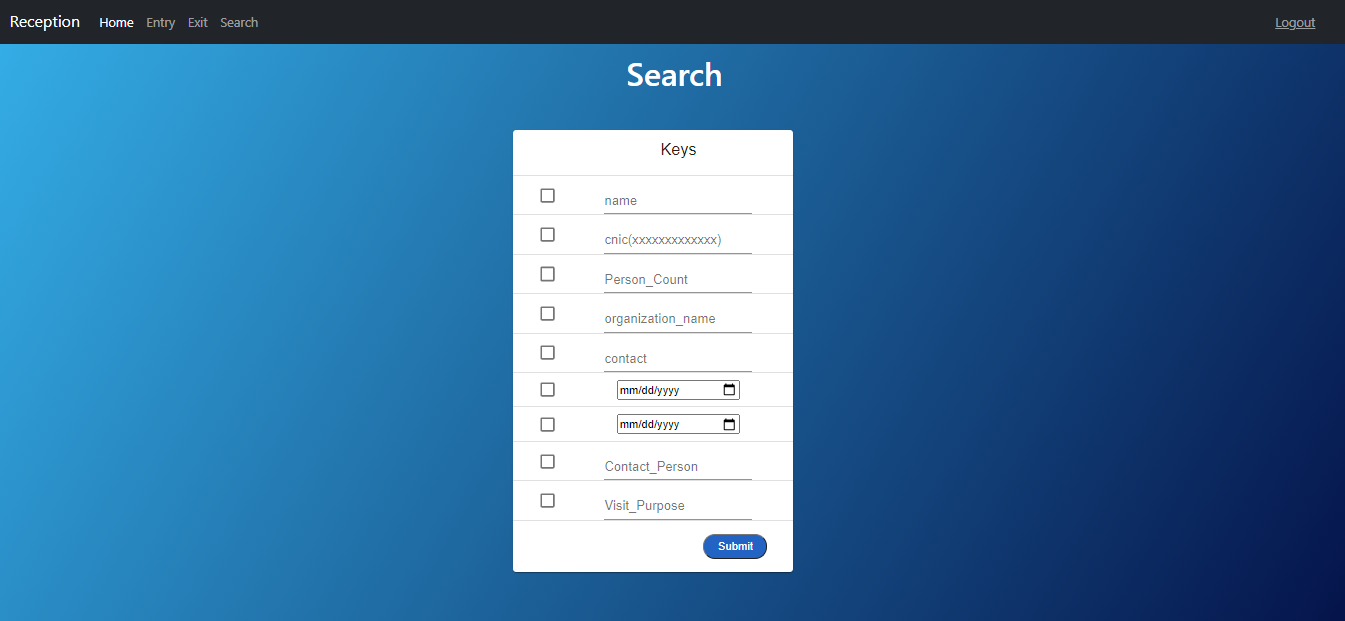 Reception Home Entry Exit Search Logout
Search
Keys
name
cnic(xxxxxxxxxxxxx)
Person_Count
organization_name
contact
mm/dd/yyyy
mm/dd/yyyy
Contact_Person
Visit_Purpose
Submit